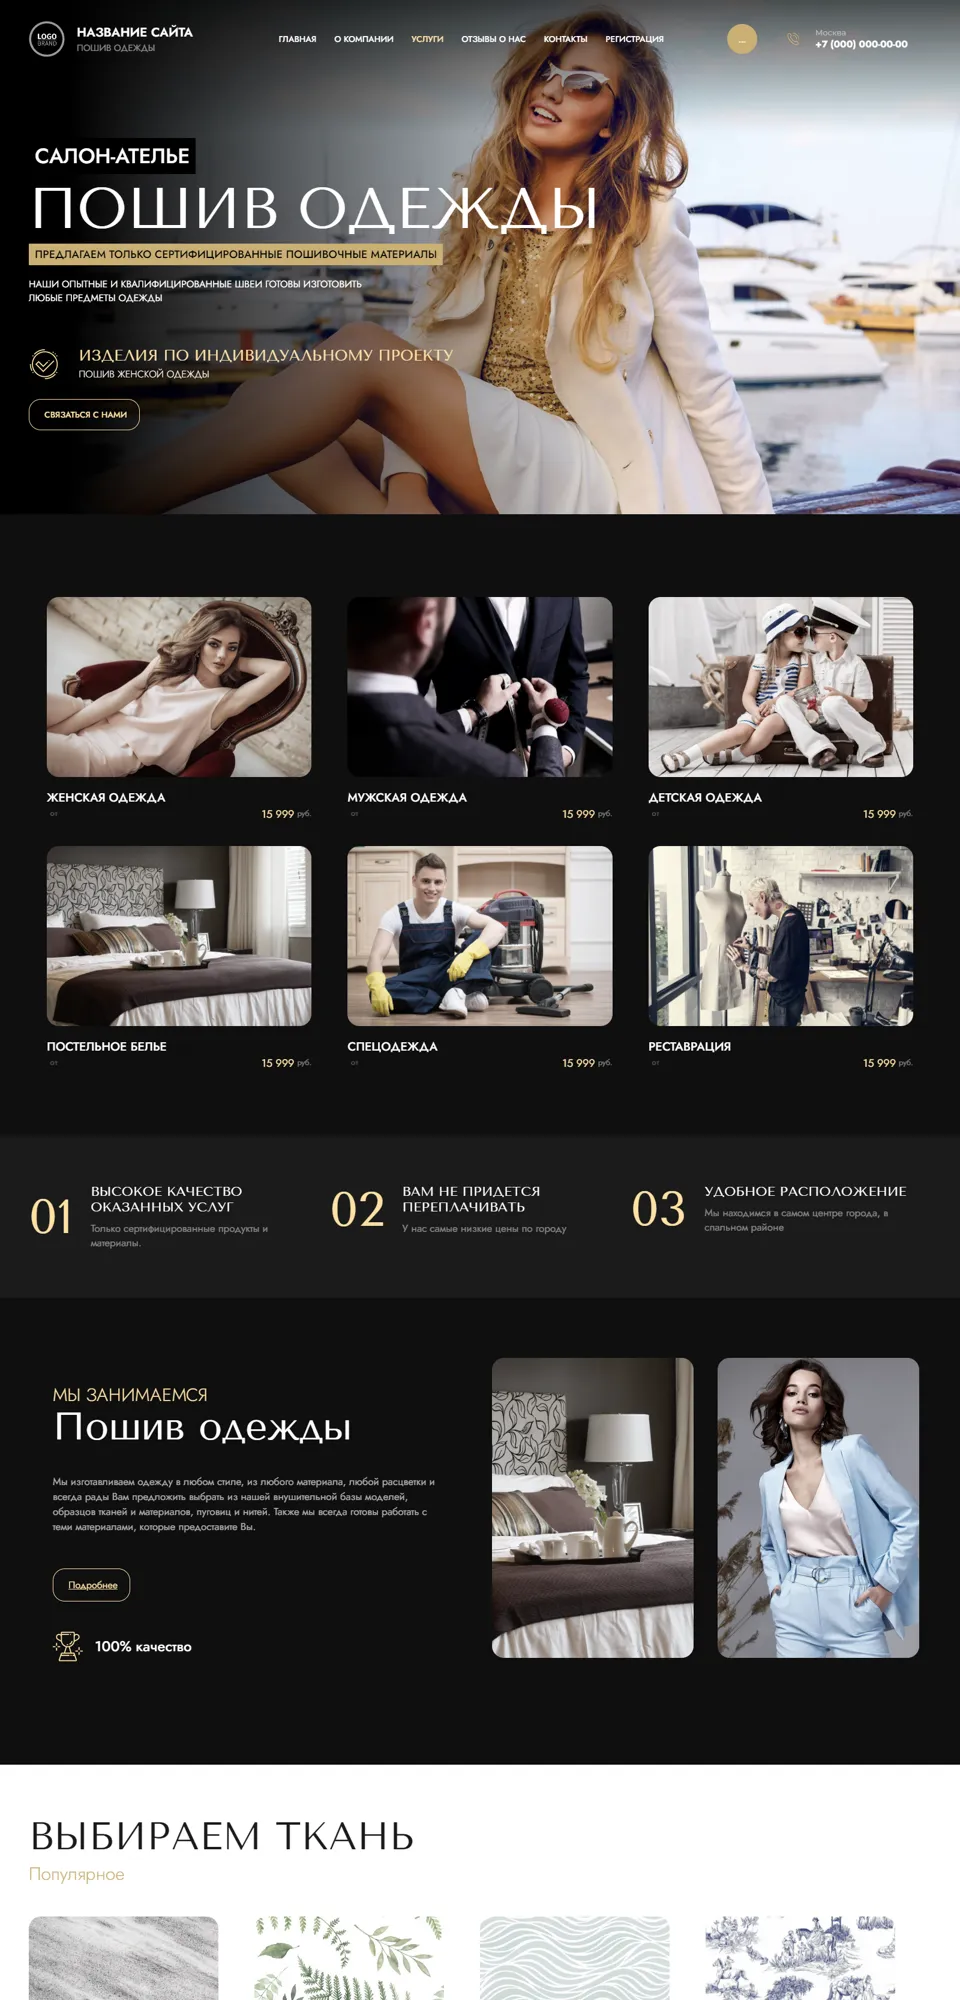 LOGO
BRAND
НАЗВАНИЕ САЙТА
ПОШИВ ОДЕЖДЫ
ГЛАВНАЯ
О КОМПАНИИ
УСЛУГИ
ОТЗЫВЫ О НАС
КОНТАКТЫ
РЕГИСТРАЦИЯ
...
Москва
+7 (000) 000-00-00
САЛОН-АТЕЛЬЕ
ПОШИВ ОДЕЖДЫ
ПРЕДЛАГАЕМ ТОЛЬКО СЕРТИФИЦИРОВАННЫЕ ПОШИВОЧНЫЕ МАТЕРИАЛЫ
НАШИ ОПЫТНЫЕ И КВАЛИФИЦИРОВАННЫЕ ШВЕИ ГОТОВЫ ИЗГОТОВИТЬ
ЛЮБЫЕ ПРЕДМЕТЫ ОДЕЖДЫ
ИЗДЕЛИЯ ПО ИНДИВИДУАЛЬНОМУ ПРОЕКТУ
ПОШИВ ЖЕНСКОЙ ОДЕЖДЫ
СВЯЗАТЬСЯ С НАМИ
ЖЕНСКАЯ ОДЕЖДА
от 15 999 руб.
МУЖСКАЯ ОДЕЖДА
от 15 999 руб.
ДЕТСКАЯ ОДЕЖДА
от 15 999 руб.
ПОСТЕЛЬНОЕ БЕЛЬЕ
от 15 999 руб.
СПЕЦОДЕЖДА
от 15 999 руб.
РЕСТАВРАЦИЯ
от 15 999 руб.
01
ВЫСОКОЕ КАЧЕСТВО
ОКАЗАННЫХ УСЛУГ
Только сертифицированные продукты и
материалы.
02
ВАМ НЕ ПРИДЕТСЯ
ПЕРЕПЛАЧИВАТЬ
У нас самые низкие цены по городу
03
УДОБНОЕ РАСПОЛОЖЕНИЕ
Мы находимся в самом центре города, в
спальном районе
МЫ ЗАНИМАЕМСЯ
Пошив одежды
Мы изготавливаем одежду в любом стиле, из любого материала, любой расцветки и
всегда рады Вам предложить выбрать из нашей внушительной базы моделей,
образцов тканей и материалов, пуговиц и нитей. Также мы всегда готовы работать с
теми материалами, которые предоставите Вы.
Подробнее
100% качество
ВЫБИРАЕМ ТКАНЬ
Популярное